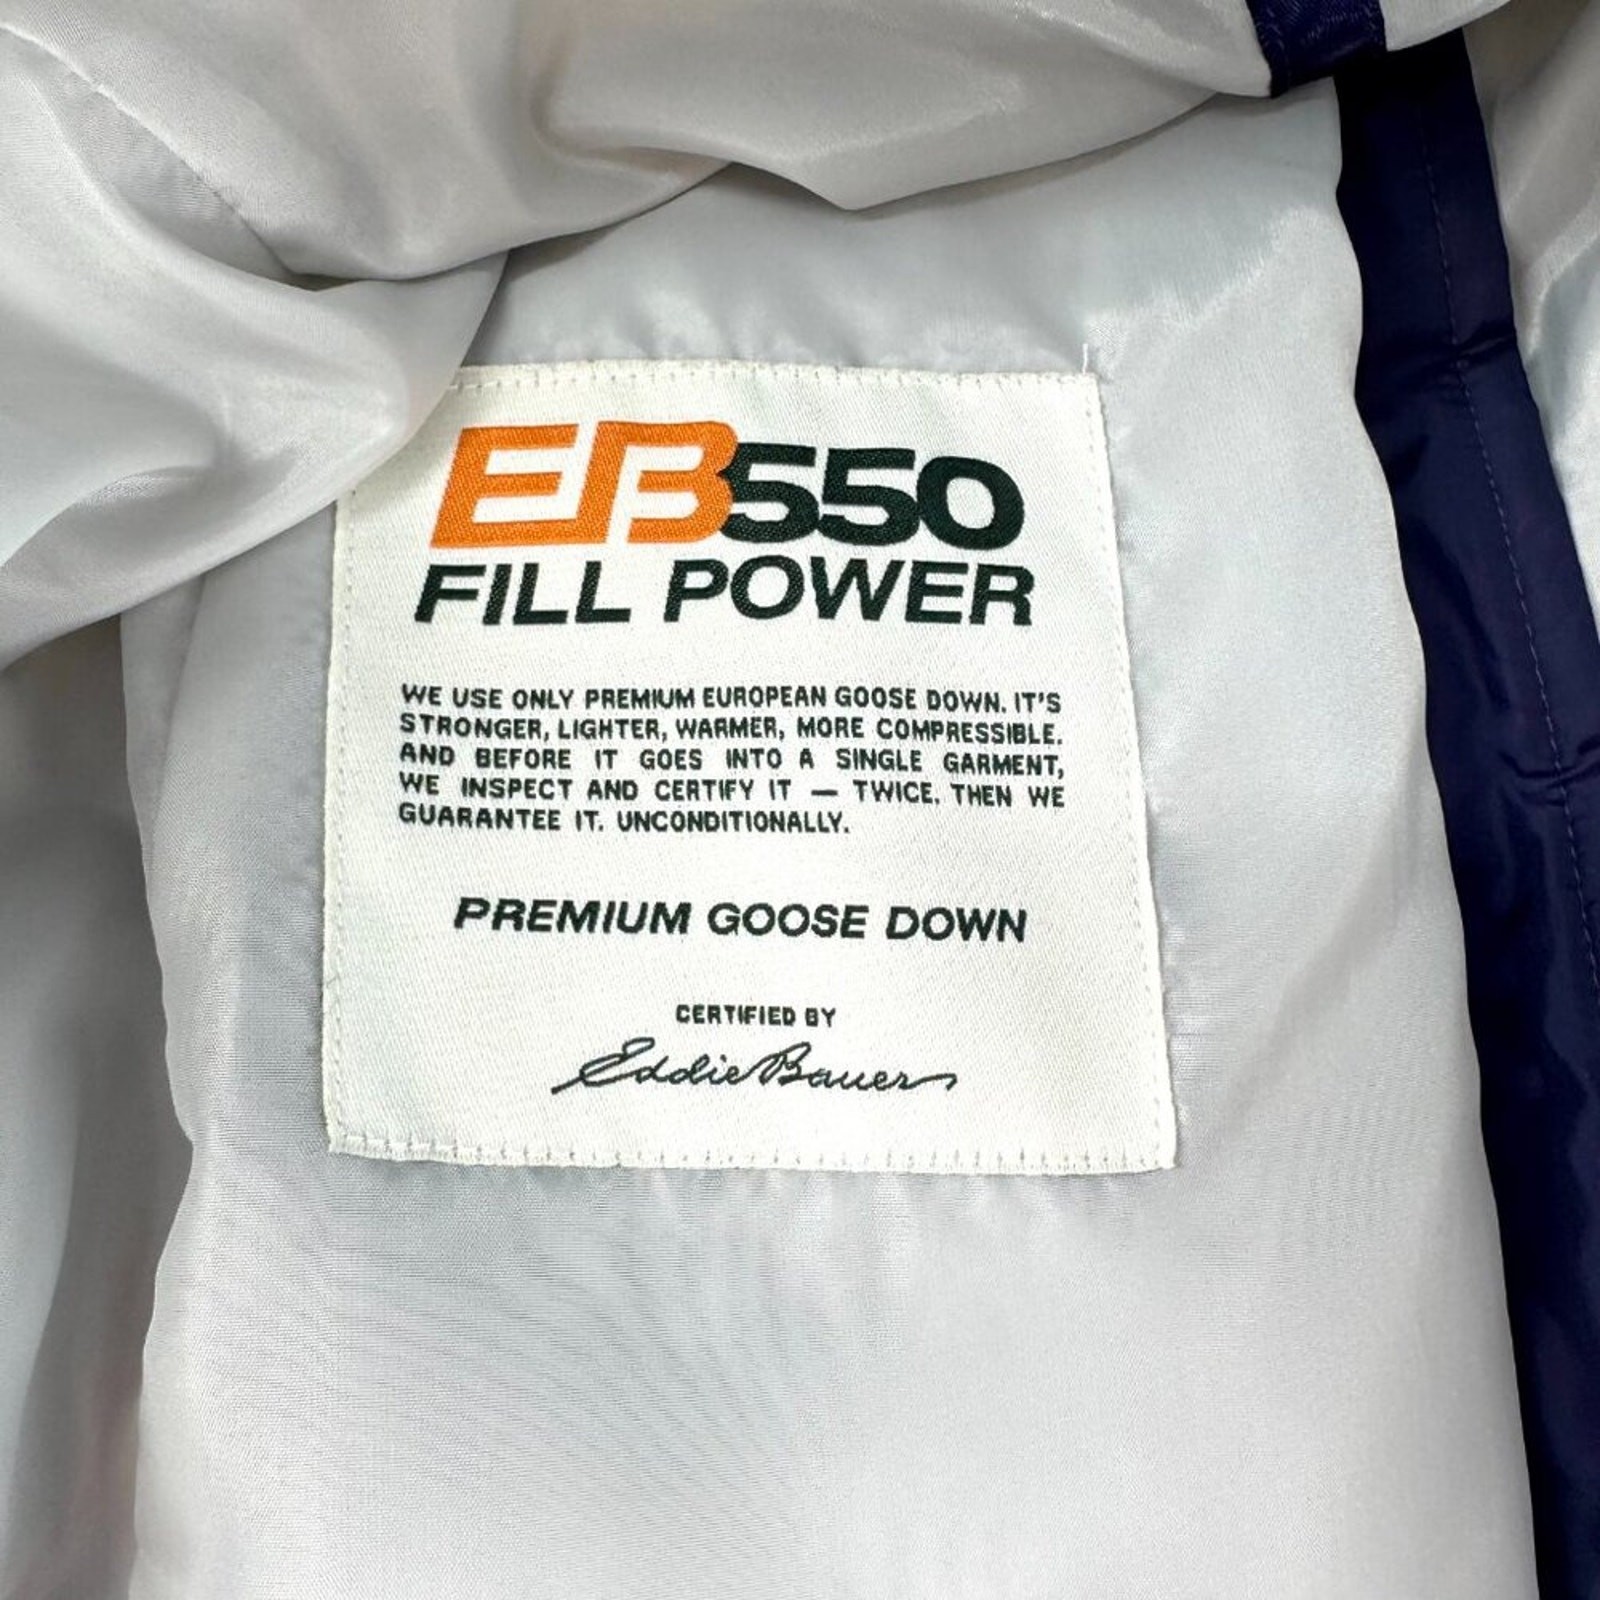 EB550
FILL POWER
WE USE ONLY PREMIUM EUROPEAN GOOSE DOWN. IT'S
STRONGER, LIGHTER, WARMER, MORE COMPRESSIBLE.
AND BEFORE IT GOES INTO A SINGLE GARMENT,
WE INSPECT AND CERTIFY IT — TWICE. THEN WE
GUARANTEE IT. UNCONDITIONALLY.
PREMIUM GOOSE DOWN
CERTIFIED BY
Eddie Bauer